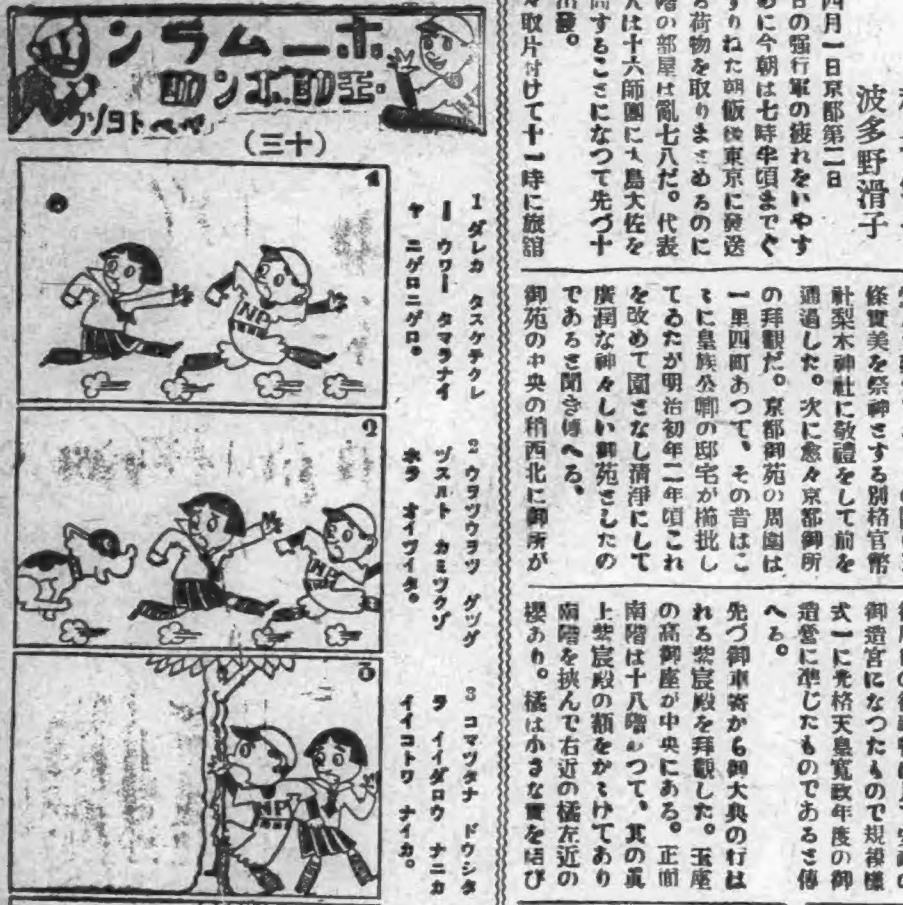 波多野滑子
四月一日京都第二日
日の强行軍の疲れをいやす
めに今朝は七時半頃までぐ
すりねた朝飯後東京に發送
る荷物を取りまとめるのに
階の部屋は亂七八だ。代表
人は十六師團に大島大佐を
問することになつて先づ十
出發。
々取片付けて十一時に旅舘
條實美を祭神とする別格官幣
社梨木神社に敬禮をして前を
通過した。次に愈々京都御所
の拜觀だ。京都御苑の周圍は
一里四町あつて、その昔はこ
ゝに皇族公卿の邸宅が櫛批し
てゐたが明治初年二年頃これ
を改めて園となし清淨にして
廣濶な神々しい御苑としたの
であると聞き傳へる。
御苑の中央の稍西北に御所が
御造宮になつたもので規模樣
式一に光格天皇寬政年度の御
造營に準じたものであると傳
へる。
先づ御車寄から御大典の行は
れる紫宸殿を拜觀した。玉座
の高御座が中央にある。正面
南階は十八階あつて、其の眞
上紫宸殿の額をかゝげてあり
南階を挾んで右近の橘左近の
櫻あり。橘は小さな實を結び
ホームラン
王助ボン助
(三十)
1 ダレカ タスケテクレ
ー ウワー タマラナイ
ヤ ニゲロニゲロ。
2 ウヲツウヲツ グツグ
ヅスルト カミツクゾ
ホラ オイツイタ。
3 コマツタナ ドウシタ
ラ イイダロウ ナニカ
イイコトワ ナイカ。
1
NP
2
NP
3
NP